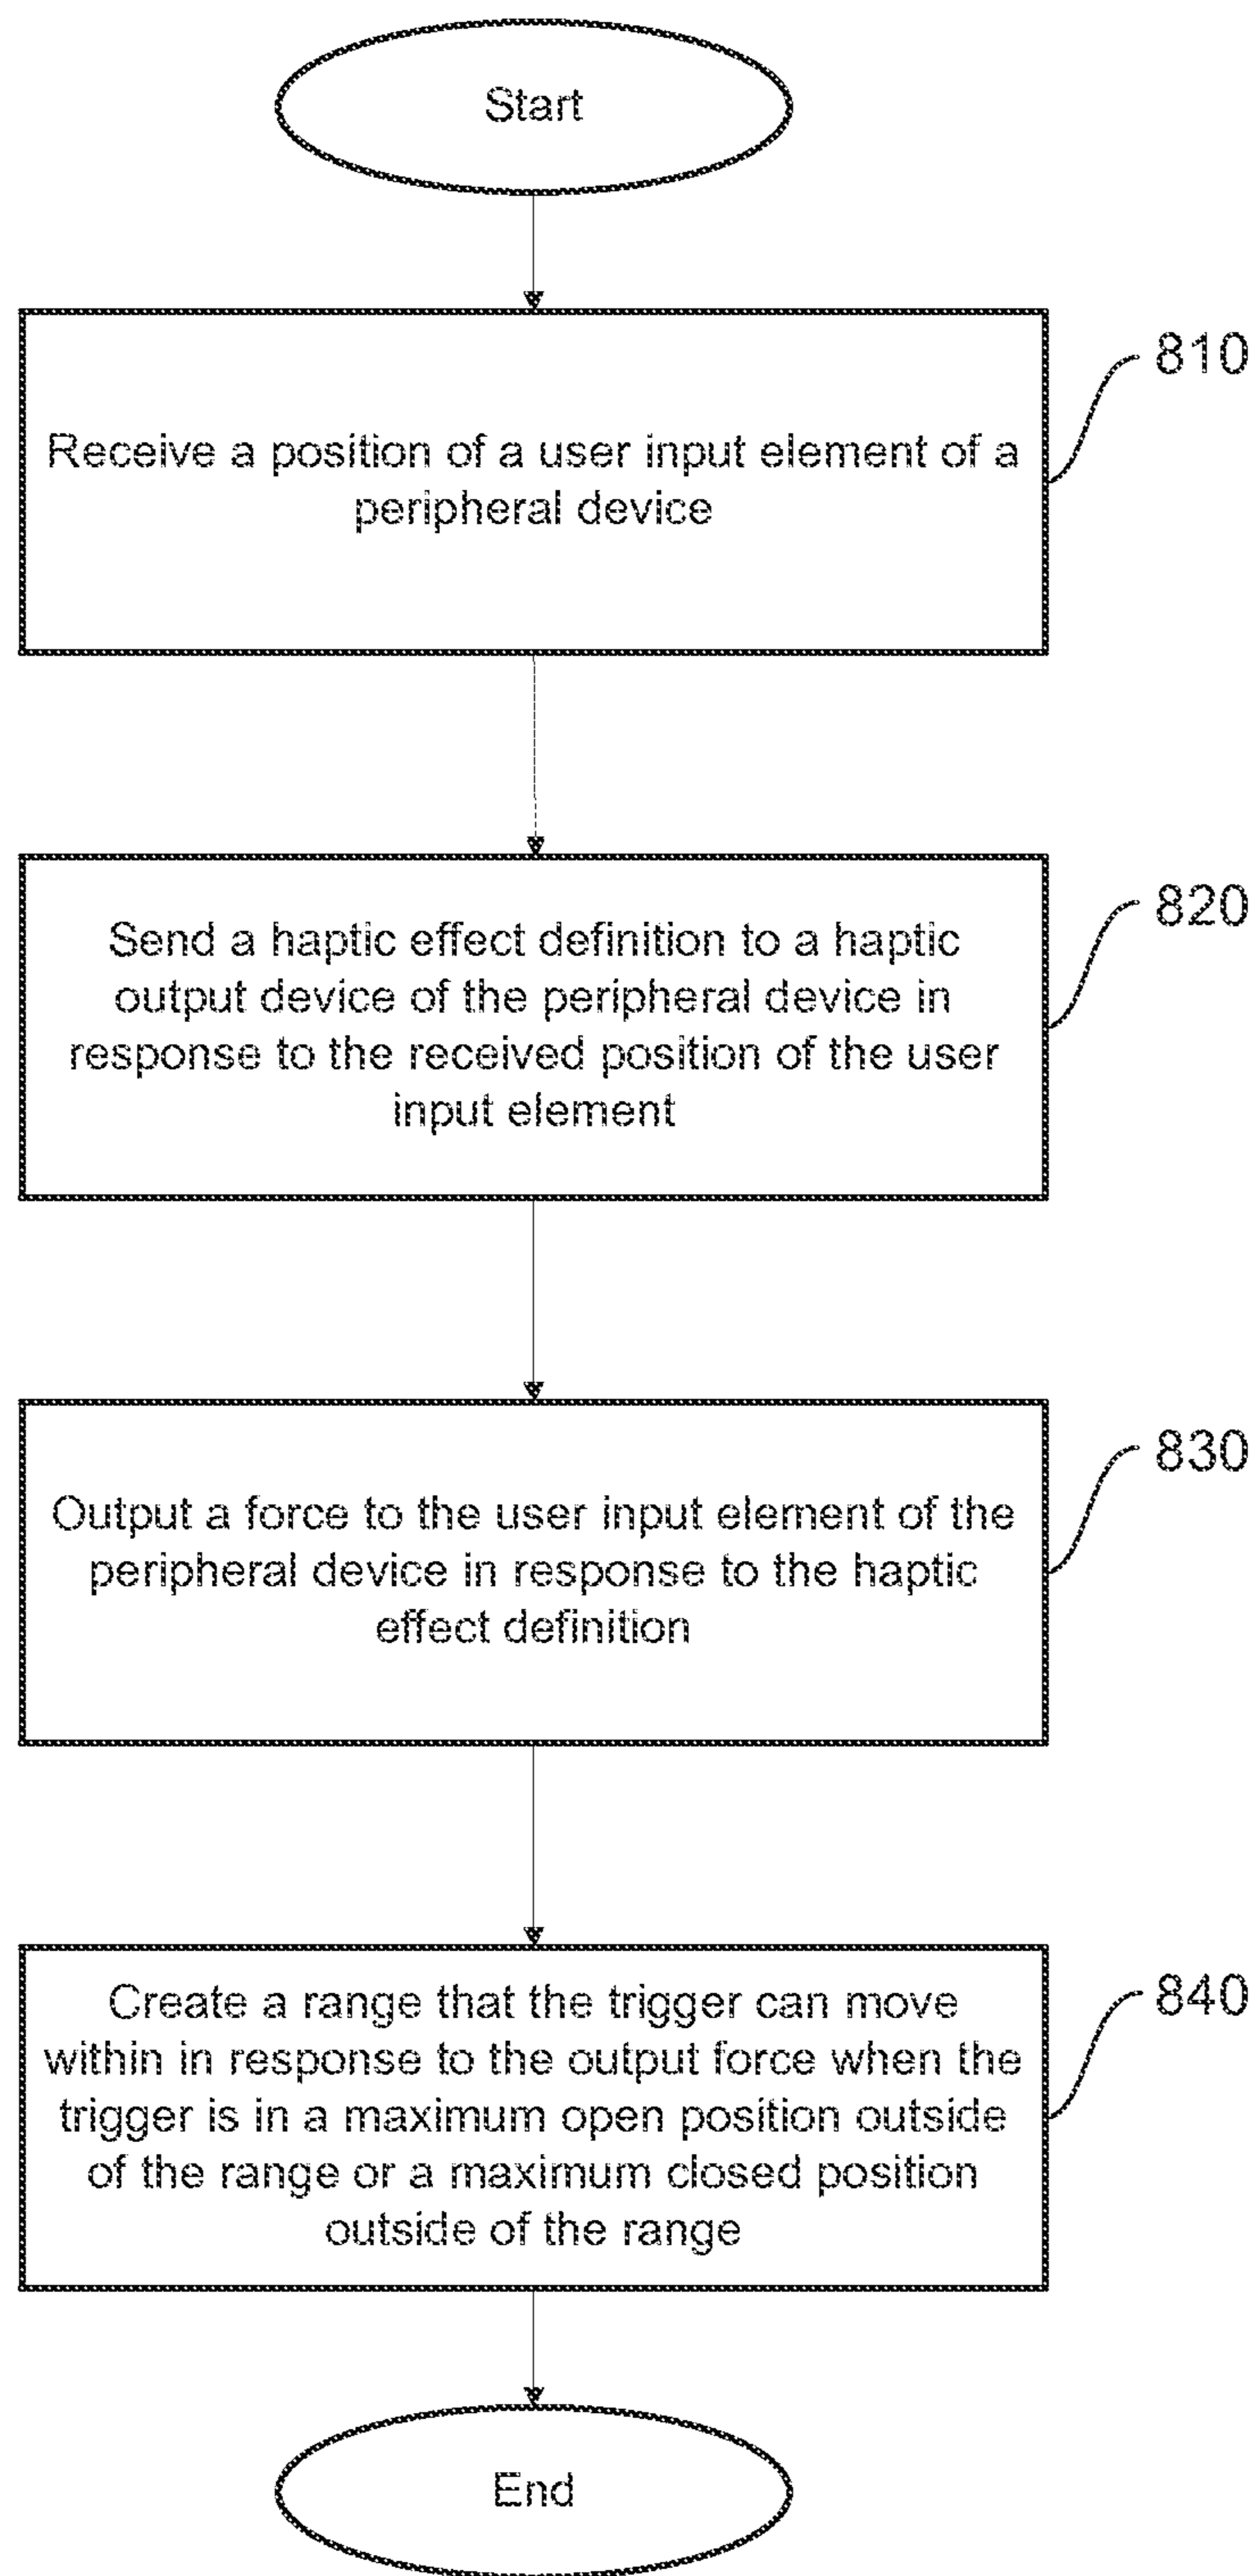 Start
810
Receive a position of a user input element of a
peripheral device
820
Send a haptic effect definition to a haptic
output device of the peripheral device in
response to the received position of the user
input element
830
Output a force to the user input element of the
peripheral device in response to the haptic
effect definition
840
Create a range that the trigger can move
within in response to the output force when the
trigger is in a maximum open position outside
of the range or a maximum closed position
outside of the range
End